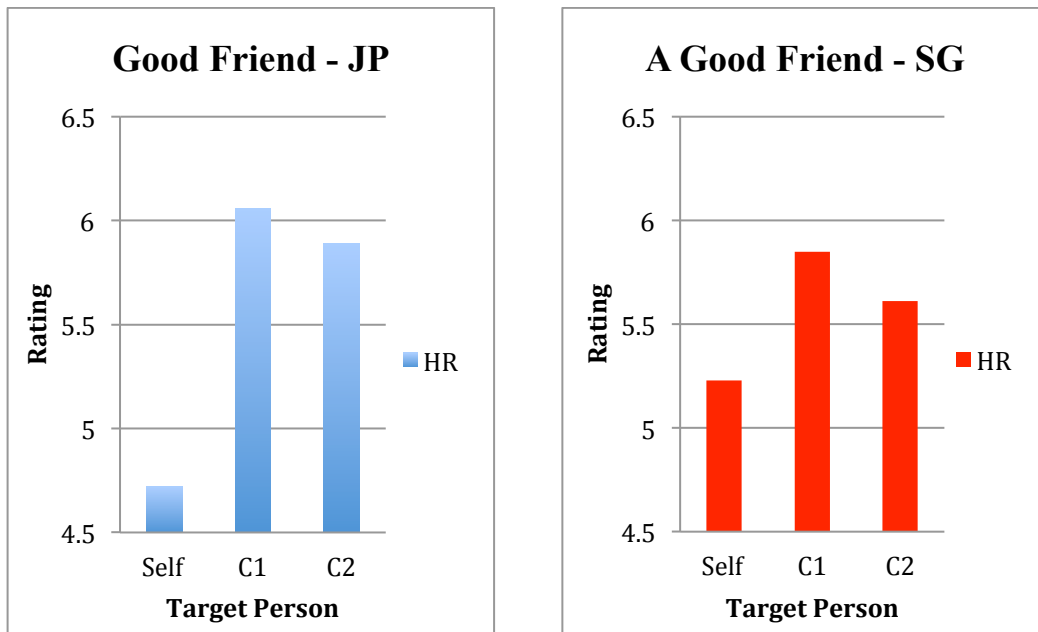 Good Friend - JP
6.5
6
5.5
5
4.5
Rating
Self C1 C2
Target Person
HR
A Good Friend - SG
6.5
6
5.5
5
4.5
Rating
Self C1 C2
Target Person
HR